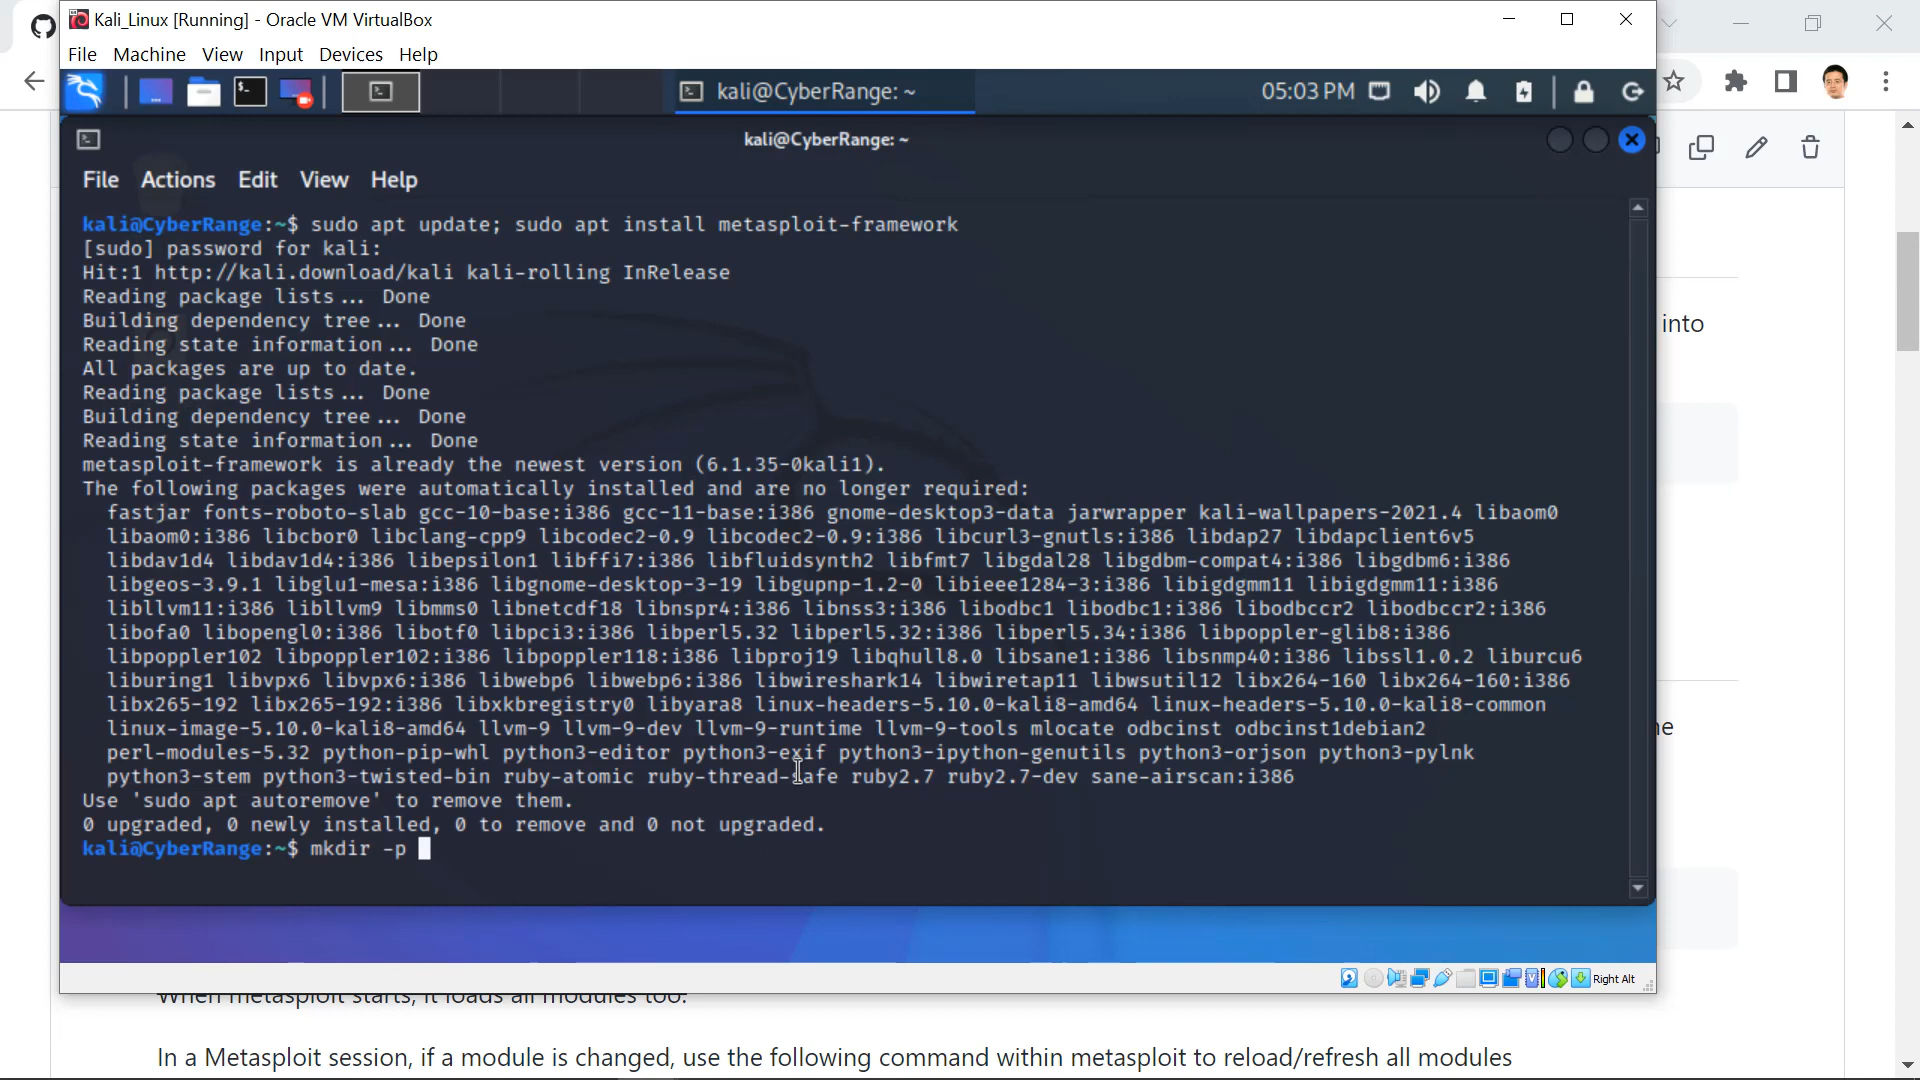 Kali_Linux [Running] - Oracle VM VirtualBox
File Machine View Input Devices Help
kali@CyberRange: ~
05:03 PM
kali@CyberRange: ~
File Actions Edit View Help
kali@CyberRange:~$ sudo apt update; sudo apt install metasploit-framework
[sudo] password for kali:
Hit:1 http://kali.download/kali kali-rolling InRelease
Reading package lists... Done
Building dependency tree... Done
Reading state information... Done
All packages are up to date.
Reading package lists... Done
Building dependency tree... Done
Reading state information... Done
metasploit-framework is already the newest version (6.1.35-0kali1).
The following packages were automatically installed and are no longer required:
fastjar fonts-roboto-slab gcc-10-base:i386 gcc-11-base:i386 gnome-desktop3-data jarwrapper kali-wallpapers-2021.4 libaom0
libaom0:i386 libcbor0 libclang-cpp9 libcodec2-0.9 libcodec2-0.9:i386 libcurl3-gnutls:i386 libdap27 libdapclient6v5
libdav1d4 libdav1d4:i386 libepsilon1 libffi7:i386 libfluidsynth2 libfmt7 libgdal28 libgdbm-compat4:i386 libgdbm6:i386
libgeos-3.9.1 libglu1-mesa:i386 libgnome-desktop-3-19 libgupnp-1.2-0 libieee1284-3:i386 libigdgmm11 libigdgmm11:i386
libllvm11:i386 libllvm9 libmms0 libnetcdf18 libnspr4:i386 libnss3:i386 libodbc1 libodbc1:i386 libodbccr2 libodbccr2:i386
libofa0 libopengl0:i386 libotf0 libpci3:i386 libperl5.32 libperl5.32:i386 libperl5.34:i386 libpoppler-glib8:i386
libpoppler102 libpoppler102:i386 libpoppler118:i386 libproj19 libqhull8.0 libsane1:i386 libsnmp40:i386 libssl1.0.2 liburcu6
liburing1 libvpx6 libvpx6:i386 libwebp6 libwebp6:i386 libwireshark14 libwiretap11 libwsutil12 libx264-160 libx264-160:i386
libx265-192 libx265-192:i386 libxkbregistry0 libyara8 linux-headers-5.10.0-kali8-amd64 linux-headers-5.10.0-kali8-common
linux-image-5.10.0-kali8-amd64 llvm-9 llvm-9-dev llvm-9-runtime llvm-9-tools mlocate odbcinst odbcinst1debian2
perl-modules-5.32 python-pip-whl python3-editor python3-exif python3-ipython-genutils python3-orjson python3-pylnk
python3-stem python3-twisted-bin ruby-atomic ruby-thread-safe ruby2.7 ruby2.7-dev sane-airscan:i386
Use 'sudo apt autoremove' to remove them.
0 upgraded, 0 newly installed, 0 to remove and 0 not upgraded.
kali@CyberRange:~$ mkdir -p
into
Right Alt
When metasploit starts, it loads all modules too.
In a Metasploit session, if a module is changed, use the following command within metasploit to reload/refresh all modules